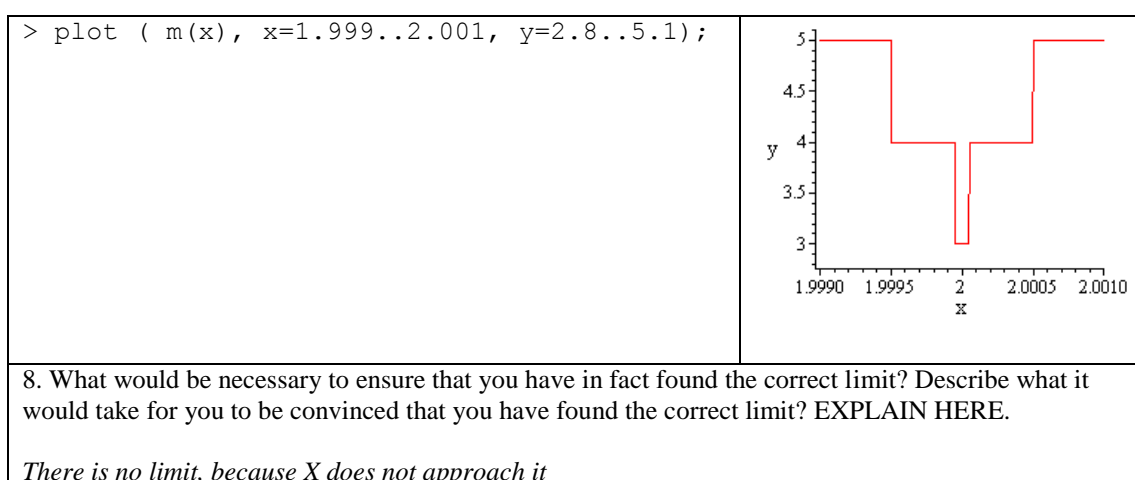 > plot ( m(x), x=1.999..2.001, y=2.8..5.1);
5
4.5
y 4
3.5
3
1.9990 1.9995 2 2.0005 2.0010
x
8. What would be necessary to ensure that you have in fact found the correct limit? Describe what it
would take for you to be convinced that you have found the correct limit? EXPLAIN HERE.
There is no limit, because X does not approach it